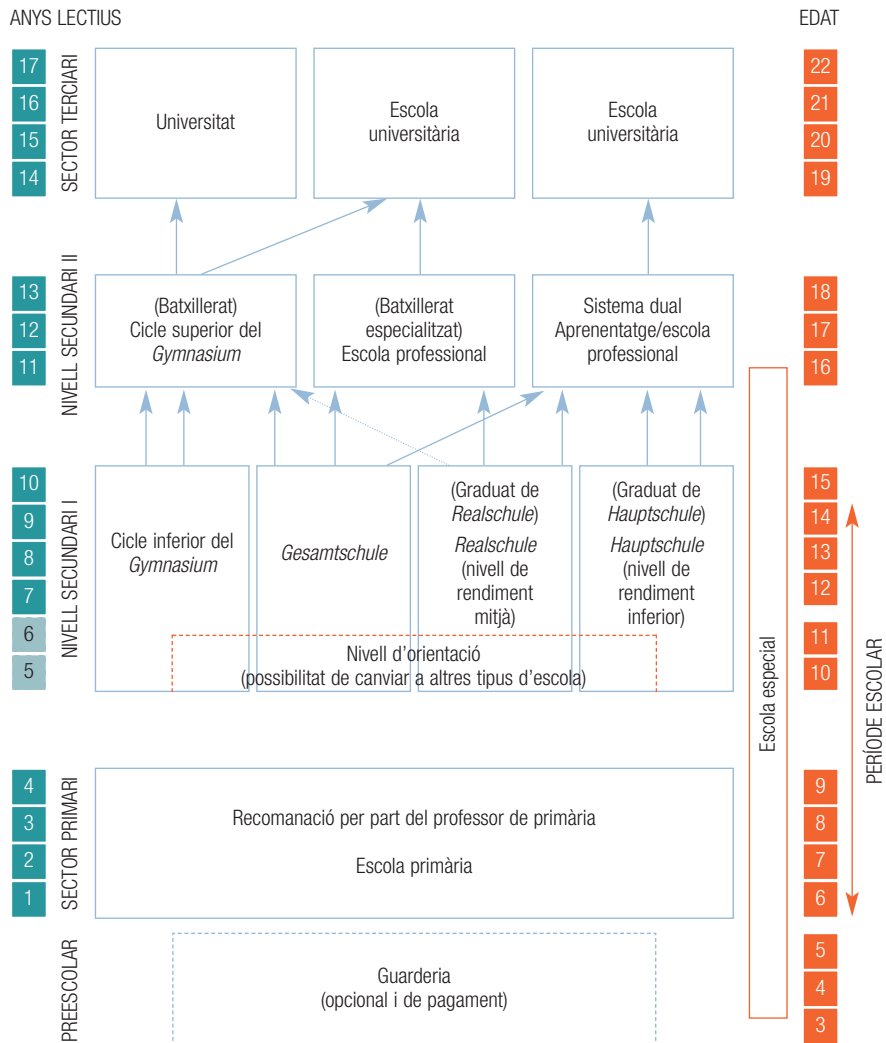 ANYS LECTIUS
EDAT
17
16
15
14
SECTOR TERCIARI
Universitat
Escola
universitària
Escola
universitària
22
21
20
19
13
12
11
NIVELL SECUNDARI II
(Batxillerat)
Cicle superior del
Gymnasium
(Batxillerat
especialitzat)
Escola professional
Sistema dual
Aprenentatge/escola
professional
18
17
16
10
9
8
7
6
5
NIVELL SECUNDARI I
Cicle inferior del
Gymnasium
Gesamtschule
(Graduat de
Realschule)
Realschule
(nivell de
rendiment
mitjà)
(Graduat de
Hauptschule)
Hauptschule
(nivell de
rendiment
inferior)
Nivell d’orientació
(possibilitat de canviar a altres tipus d’escola)
15
14
13
12
11
10
Escola especial
PERÍODE ESCOLAR
4
3
2
1
SECTOR PRIMARI
Recomanació per part del professor de primària
Escola primària
9
8
7
6
PREESCOLAR
Guarderia
(opcional i de pagament)
5
4
3